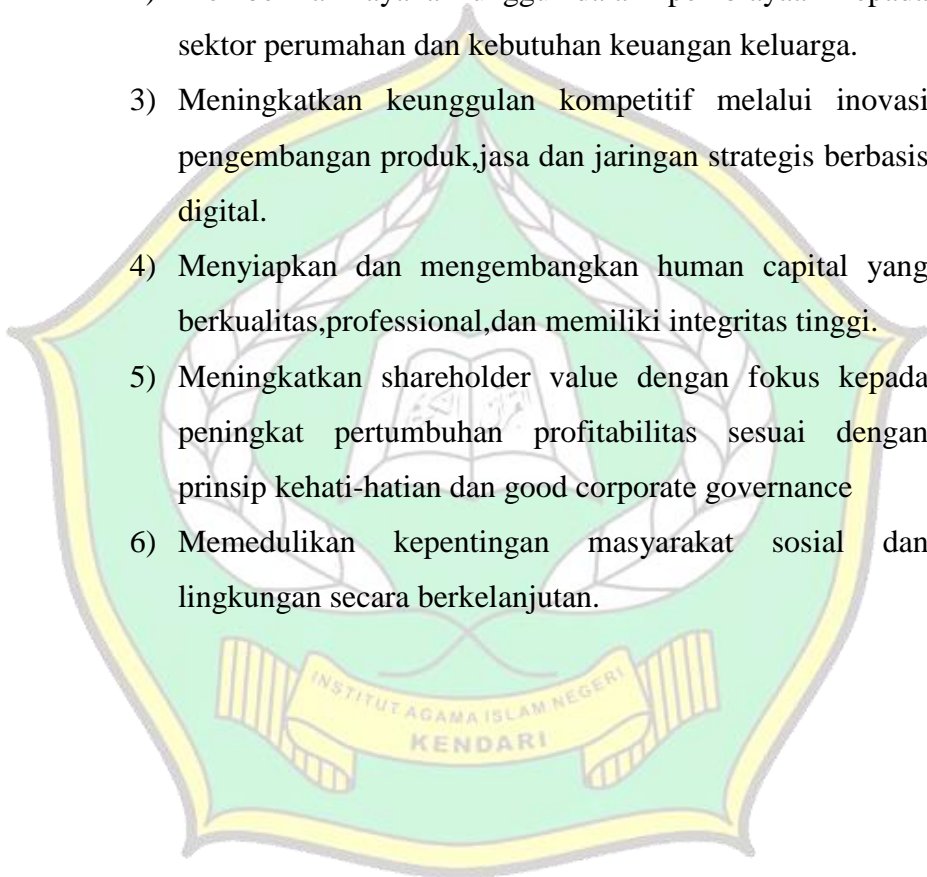 sektor perumahan dan kebutuhan keuangan keluarga.
3) Meningkatkan keunggulan kompetitif melalui inovasi
pengembangan produk,jasa dan jaringan strategis berbasis
digital.
4) Menyiapkan dan mengembangkan human capital yang
berkualitas,professional,dan memiliki integritas tinggi.
5) Meningkatkan shareholder value dengan fokus kepada
peningkat pertumbuhan profitabilitas sesuai dengan
prinsip kehati-hatian dan good corporate governance
6) Memedulikan kepentingan masyarakat sosial dan
lingkungan secara berkelanjutan.
INSTITUT AGAMA ISLAM NEGERI
KENDARI